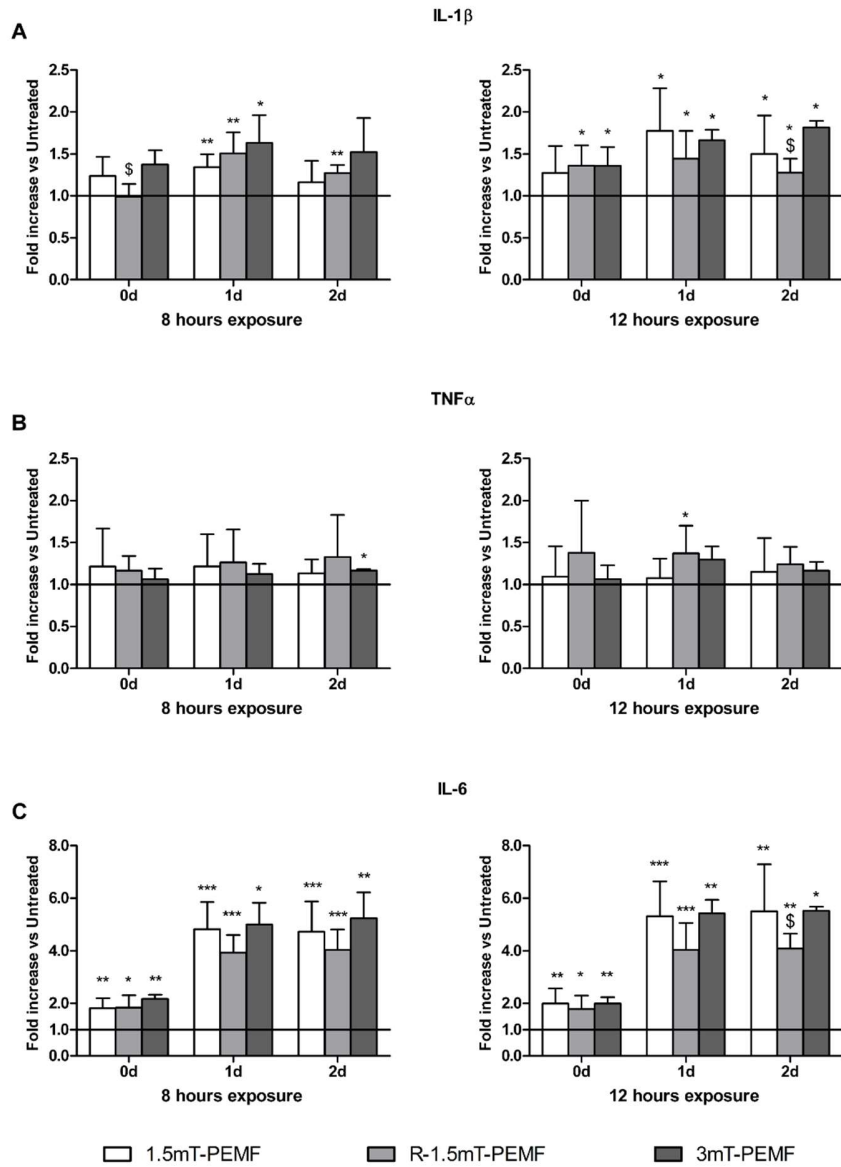 IL-1β
A
Fold increase vs Untreated
2.5
2.0
1.5
1.0
0.5
0.0
$
**
**
*
**
0d
1d
2d
8 hours exposure
Fold increase vs Untreated
2.5
2.0
1.5
1.0
0.5
0.0
*
*
*
*
*
*
*
$
*
0d
1d
2d
12 hours exposure
TNFα
B
Fold increase vs Untreated
2.5
2.0
1.5
1.0
0.5
0.0
*
0d
1d
2d
8 hours exposure
Fold increase vs Untreated
2.5
2.0
1.5
1.0
0.5
0.0
*
0d
1d
2d
12 hours exposure
IL-6
C
Fold increase vs Untreated
8.0
6.0
4.0
2.0
1.0
0.0
**
*
**
***
***
*
***
***
**
0d
1d
2d
8 hours exposure
Fold increase vs Untreated
8.0
6.0
4.0
2.0
1.0
0.0
**
*
**
***
***
**
**
**
$
*
0d
1d
2d
12 hours exposure
1.5mT-PEMF
R-1.5mT-PEMF
3mT-PEMF